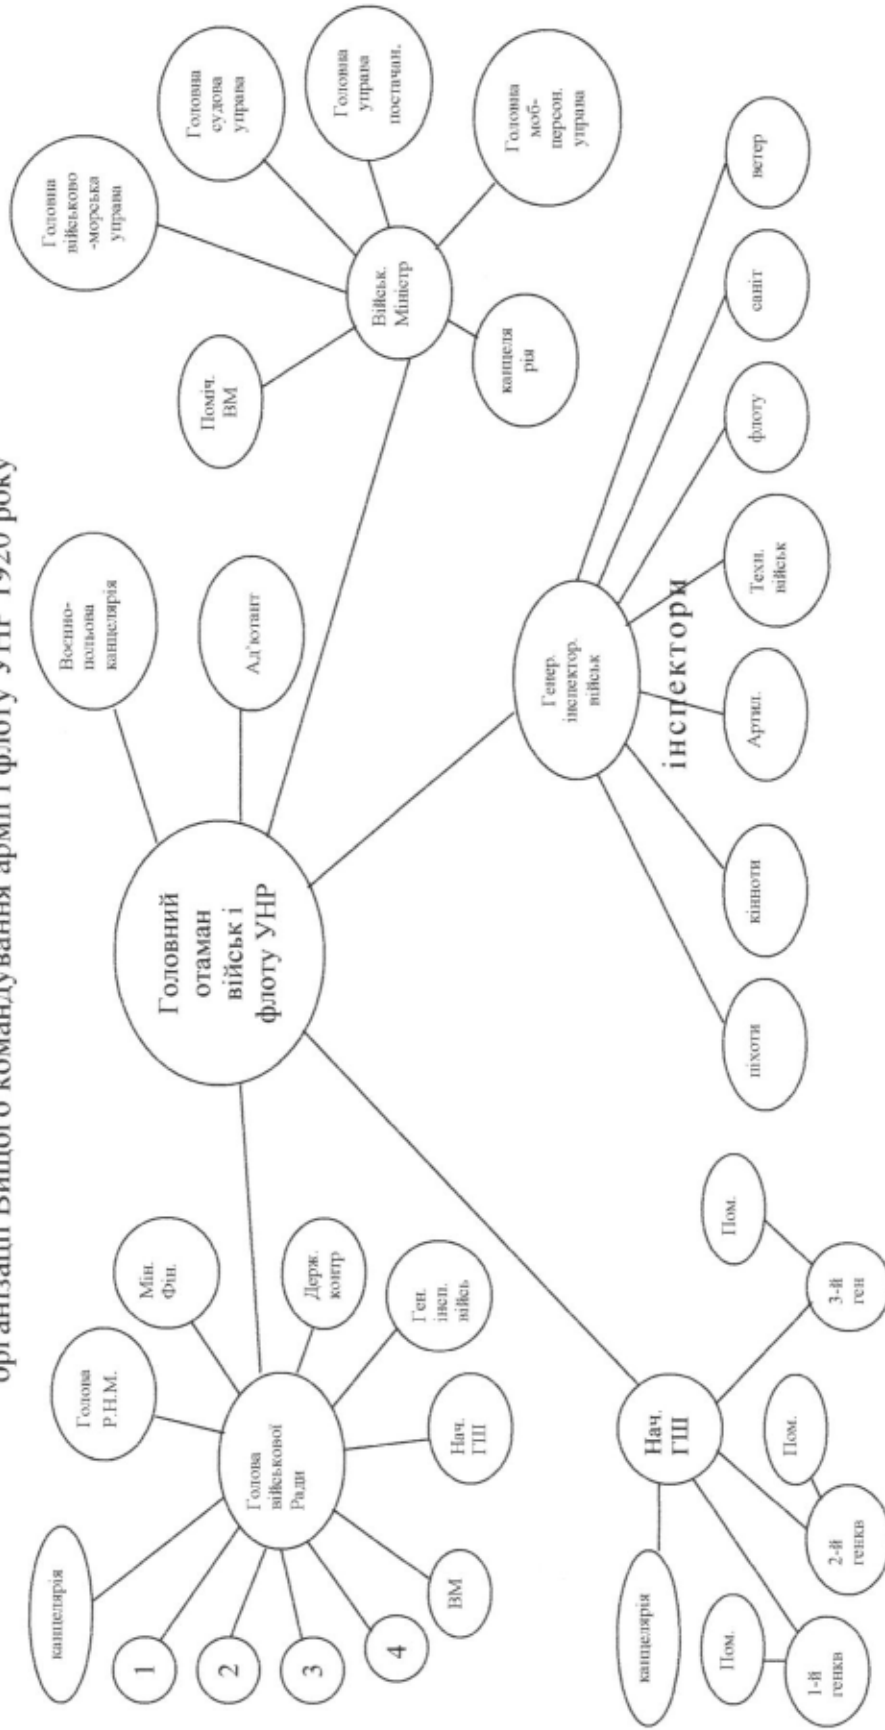 організації Вищого командування армії і флоту УНР 1920 року
канцелярія
1
2
3
4
ВМ
Голова
Р.Н.М.
Мін.
Фін.
Держ.
контр
Ген.
інсп.
військ
Нач.
ГШ
Голова
військової
Ради
Головний
отаман
військ і
флоту УНР
Воєнно-
польова
канцелярія
Ад'ютант
Поміч.
ВМ
Головна
військово
-морська
управа
Головна
судова
управа
Головна
управа
постачан.
Головна
моб-
персон.
управа
Військ.
Міністр
канцеля
рія
Генер.
інспектор.
військ
інспектори
піхоти
кінноти
Артил.
Техн.
військ
флоту
саніт
ветер
Нач.
ГШ
канцелярія
Пом.
1-й
генкв
Пом.
2-й
генкв
Пом.
3-й
ген